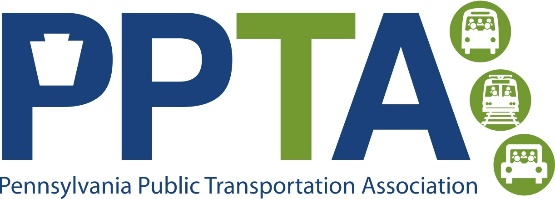 PPTA
Pennsylvania Public Transportation Association